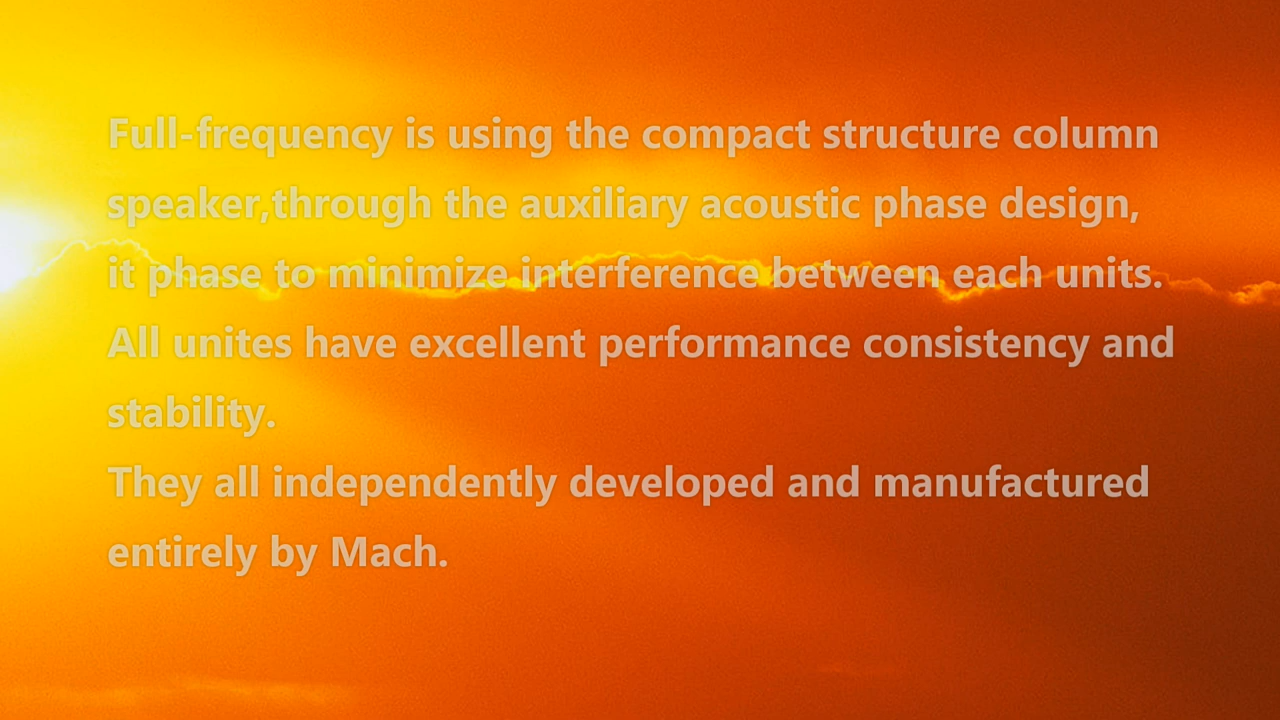 Full-frequency is using the compact structure column
speaker,through the auxiliary acoustic phase design,
it phase to minimize interference between each units.
All unites have excellent performance consistency and
stability.
They all independently developed and manufactured
entirely by Mach.